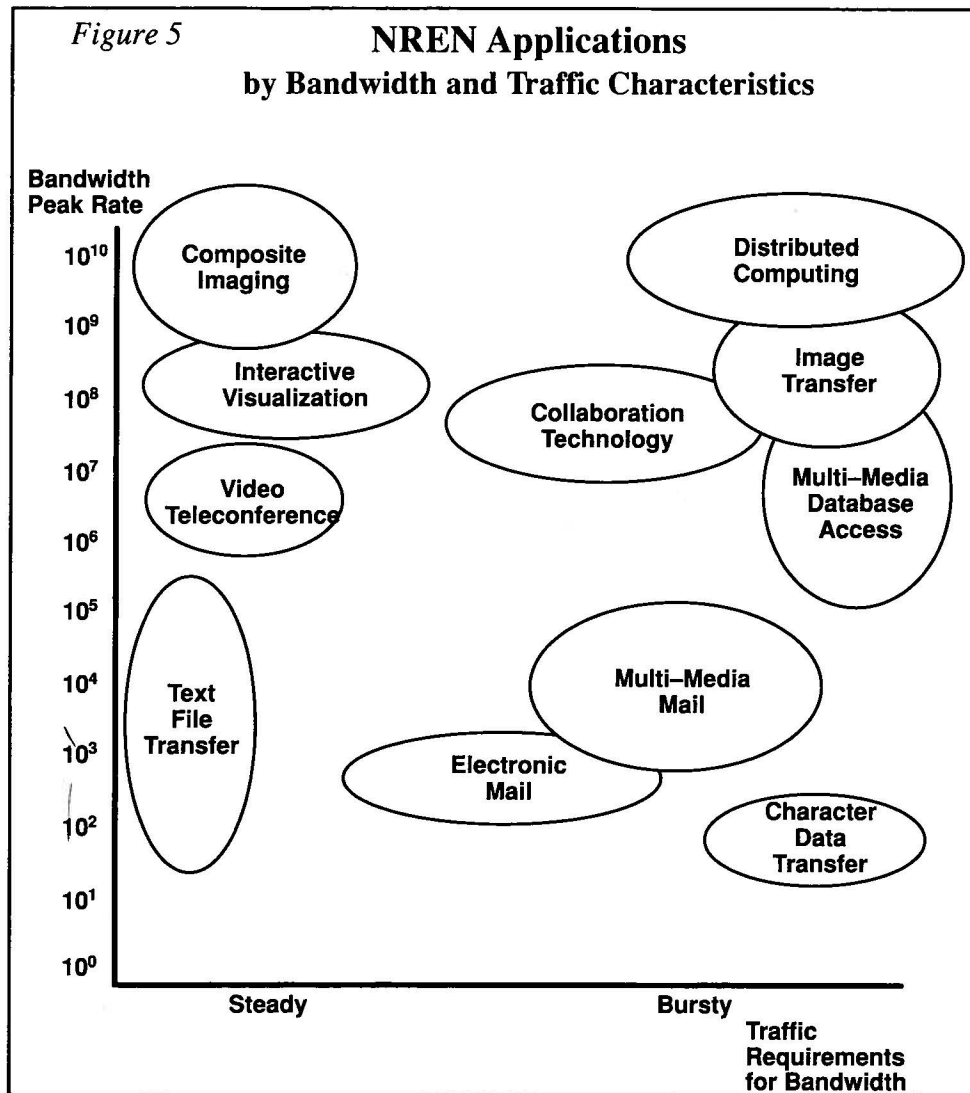 Figure 5
NREN Applications
by Bandwidth and Traffic Characteristics
Bandwidth
Peak Rate
10¹⁰
10⁹
10⁸
10⁷
10⁶
10⁵
10⁴
10³
10²
10¹
10⁰
Composite
Imaging
Distributed
Computing
Interactive
Visualization
Image
Transfer
Collaboration
Technology
Video
Teleconference
Multi–Media
Database
Access
Text
File
Transfer
Multi–Media
Mail
Electronic
Mail
Character
Data
Transfer
Steady
Bursty
Traffic
Requirements
for Bandwidth